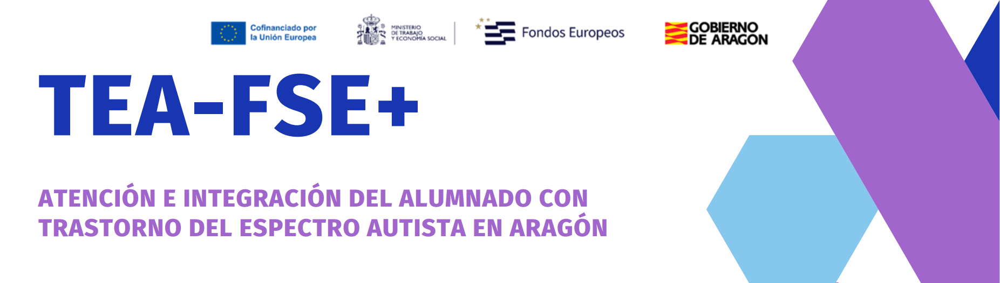 Cofinanciado por
la Unión Europea
MINISTERIO
DE TRABAJO
Y ECONOMÍA SOCIAL
Fondos Europeos
GOBIERNO
DE ARAGON
TEA-FSE+
ATENCIÓN E INTEGRACIÓN DEL ALUMNADO CON
TRASTORNO DEL ESPECTRO AUTISTA EN ARAGÓN